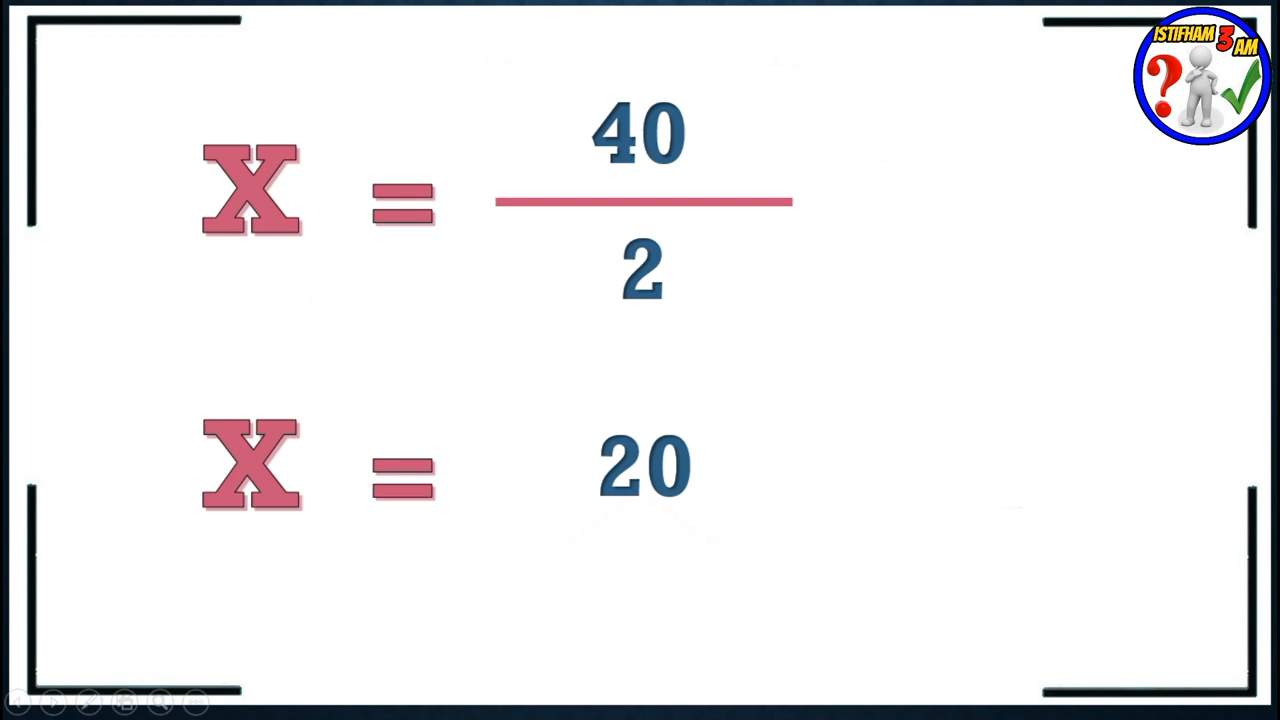 ISTIFHAM 3 AM
X = 40
2
X = 20